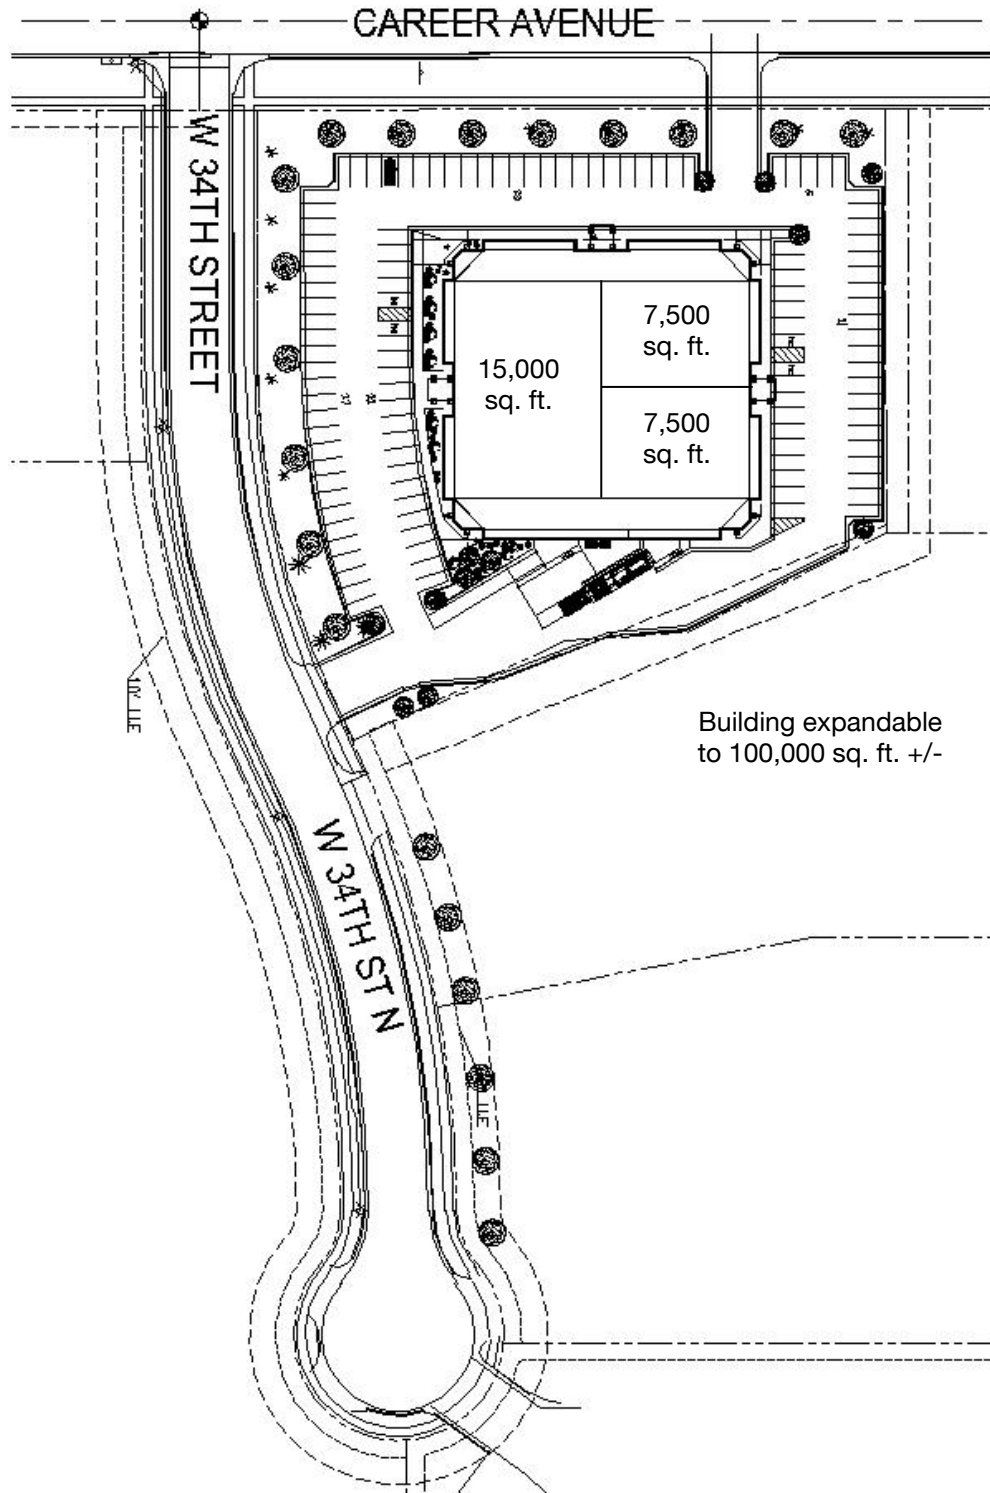 CAREER AVENUE
W 34TH STREET
7,500
sq. ft.
15,000
sq. ft.
7,500
sq. ft.
10' U.E
Building expandable
to 100,000 sq. ft. +/-
W 34TH ST N